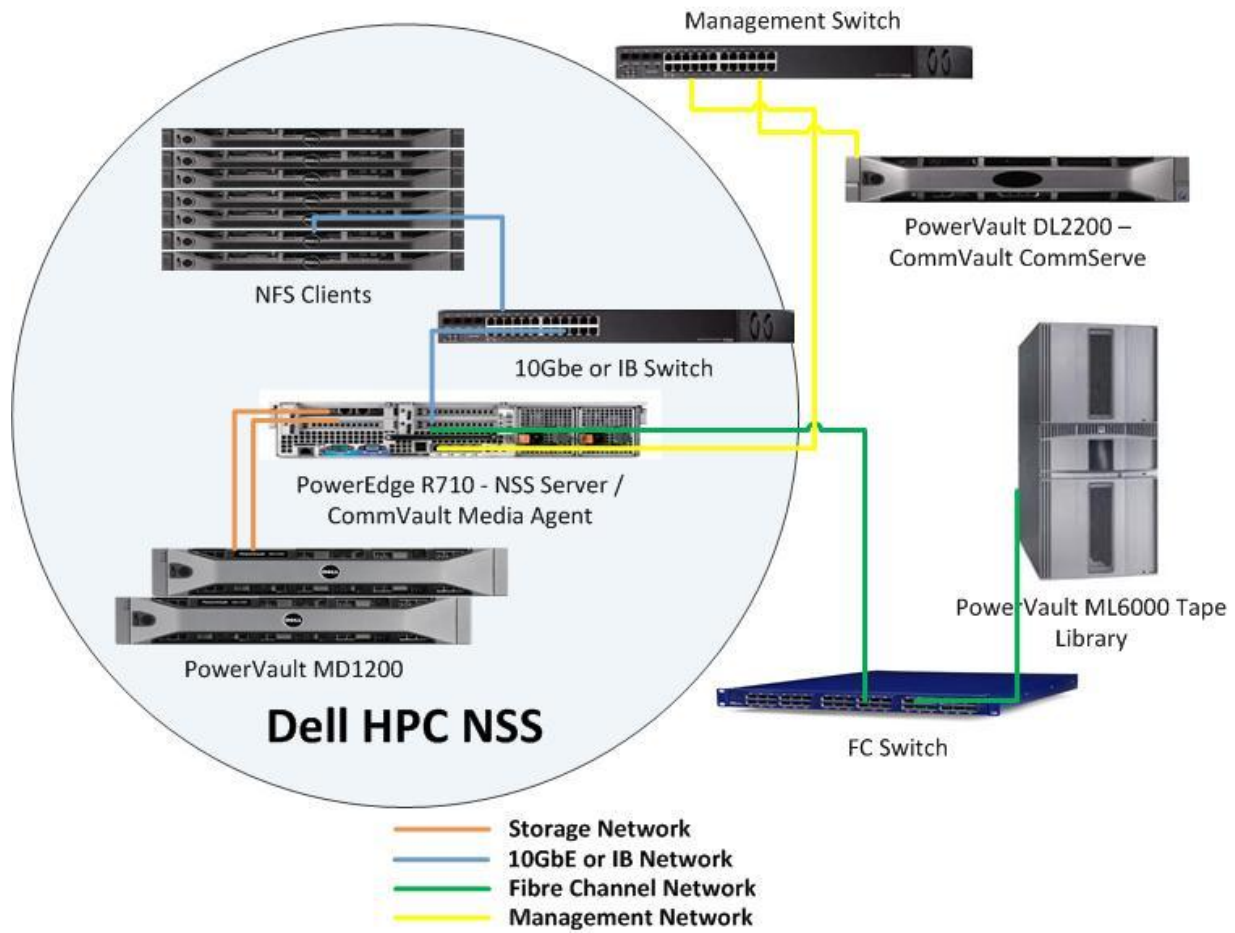 Management Switch
PowerVault DL2200 –
CommVault CommServe
NFS Clients
10Gbe or IB Switch
PowerEdge R710 - NSS Server /
CommVault Media Agent
PowerVault ML6000 Tape
Library
DELL
DELL
PowerVault MD1200
Dell HPC NSS
FC Switch
Storage Network
10GbE or IB Network
Fibre Channel Network
Management Network